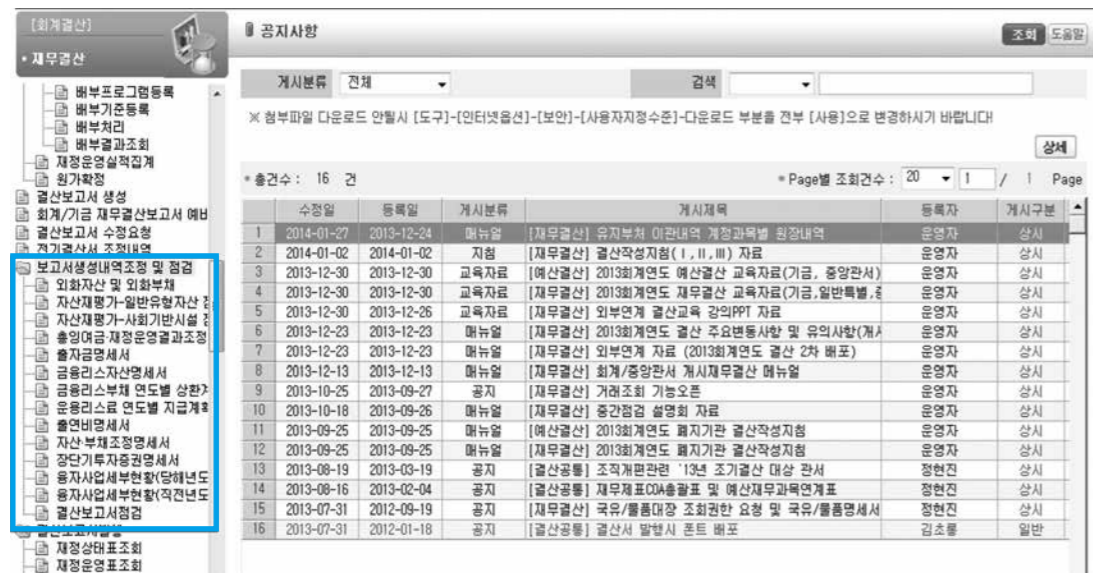 [회계결산]
• 재무결산
배부프로그램등록
배부기준등록
배부처리
배부결과조회
재정운영실적집계
원가확정
결산보고서 생성
회계/기금 재무결산보고서 예비
결산보고서 수정요청
전기결산서 조정내역
보고서생성내역조정 및 점검
외화자산 및 외화부채
자산재평가-일반유형자산
자산재평가-사회기반시설
출잉여금·재정운영결과조정
출자금명세서
금융리스자산명세서
금융리스부채 연도별 상환
운용리스료 연도별 지급계획
출연비명세서
자산·부채조정명세서
장단기투자증권명세서
융자사업세부현황(당해년도
융자사업세부현황(직전년도
결산보고서점검
재정상태표조회
재정운영표조회
공지사항
조회 도움말
게시분류 전체 검색
※ 첨부파일 다운로드 안될시 [도구]-[인터넷옵션]-[보안]-[사용자지정수준]-다운로드 부분을 전부 [사용]으로 변경하시기 바랍니다!
상세
총건수 : 16 건 Page별 조회건수 : 20 1 / 1 Page
수정일 등록일 게시분류 게시제목 등록자 게시구분
1 2014-01-27 2013-12-24 매뉴얼 [재무결산] 유지부처 이관내역 계정과목별 원장내역 운영자 상시
2 2014-01-02 2014-01-02 지침 [재무결산] 결산작성지침(Ⅰ,Ⅱ,Ⅲ) 자료 운영자 상시
3 2013-12-30 2013-12-30 교육자료 [예산결산] 2013회계연도 예산결산 교육자료(기금, 중앙관서) 운영자 상시
4 2013-12-30 2013-12-30 교육자료 [재무결산] 2013회계연도 재무결산 교육자료(기금,일반특별, 운영자 상시
5 2013-12-30 2013-12-26 교육자료 [재무결산] 외부연계 결산교육 강의PPT 자료 운영자 상시
6 2013-12-23 2013-12-23 매뉴얼 [재무결산] 2013회계연도 결산 주요변동사항 및 유의사항(개시 운영자 상시
7 2013-12-23 2013-12-23 매뉴얼 [재무결산] 외부연계 자료 (2013회계연도 결산 2차 배포) 운영자 상시
8 2013-12-13 2013-12-13 매뉴얼 [재무결산] 회계/중앙관서 개시재무결산 메뉴얼 운영자 상시
9 2013-10-25 2013-09-27 공지 [재무결산] 거래조회 기능오픈 운영자 상시
10 2013-10-18 2013-09-26 매뉴얼 [재무결산] 중간점검 설명회 자료 운영자 상시
11 2013-09-25 2013-09-25 매뉴얼 [예산결산] 2013회계연도 폐지기관 결산작성지침 운영자 상시
12 2013-09-25 2013-09-25 매뉴얼 [재무결산] 2013회계연도 폐지기관 결산작성지침 운영자 상시
13 2013-08-19 2013-03-19 공지 [결산공통] 조직개편관련 '13년 조기결산 대상 관서 정현진 상시
14 2013-08-16 2013-02-04 공지 [결산공통] 재무제표COA총괄표 및 예산재무과목연계표 정현진 상시
15 2013-07-31 2012-09-19 공지 [재무결산] 국유/물품대장 조회권한 요청 및 국유/물품명세서 정현진 상시
16 2013-07-31 2012-01-18 공지 [결산공통] 결산서 발행시 폰트 배포 김초롱 일반